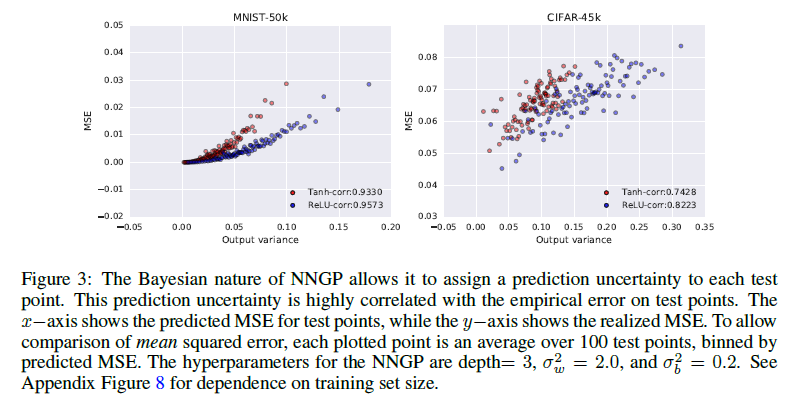 MNIST-50k
0.05
0.04
0.03
0.02
0.01
0.00
−0.01
−0.02
MSE
−0.05
0.00
0.05
0.10
0.15
0.20
Output variance
Tanh-corr:0.9330
ReLU-corr:0.9573
CIFAR-45k
0.08
0.07
0.06
0.05
0.04
0.03
MSE
−0.05
0.00
0.05
0.10
0.15
0.20
0.25
0.30
0.35
Output variance
Tanh-corr:0.7428
ReLU-corr:0.8223
Figure 3: The Bayesian nature of NNGP allows it to assign a prediction uncertainty to each test
point. This prediction uncertainty is highly correlated with the empirical error on test points. The
x−axis shows the predicted MSE for test points, while the y−axis shows the realized MSE. To allow
comparison of mean squared error, each plotted point is an average over 100 test points, binned by
predicted MSE. The hyperparameters for the NNGP are depth= 3, σ²_w = 2.0, and σ²_b = 0.2. See
Appendix Figure 8 for dependence on training set size.